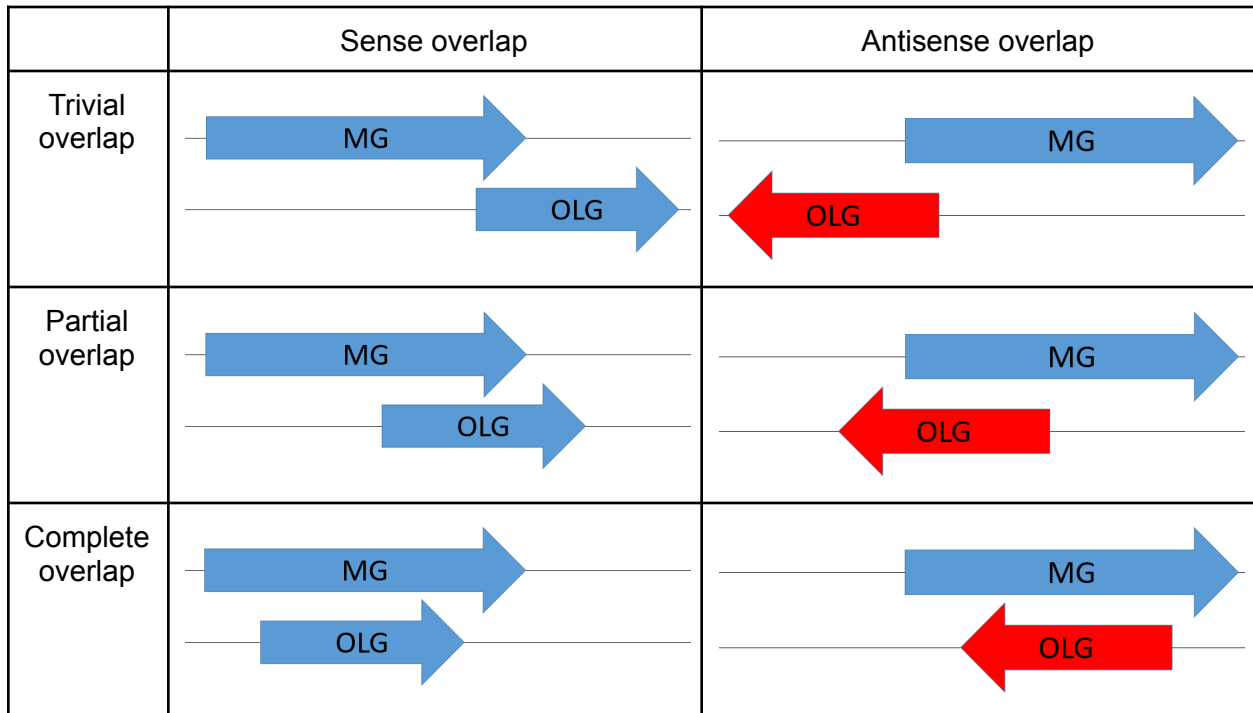 Sense overlap
Antisense overlap
Trivial
overlap
MG
OLG
MG
OLG
Partial
overlap
MG
OLG
MG
OLG
Complete
overlap
MG
OLG
MG
OLG